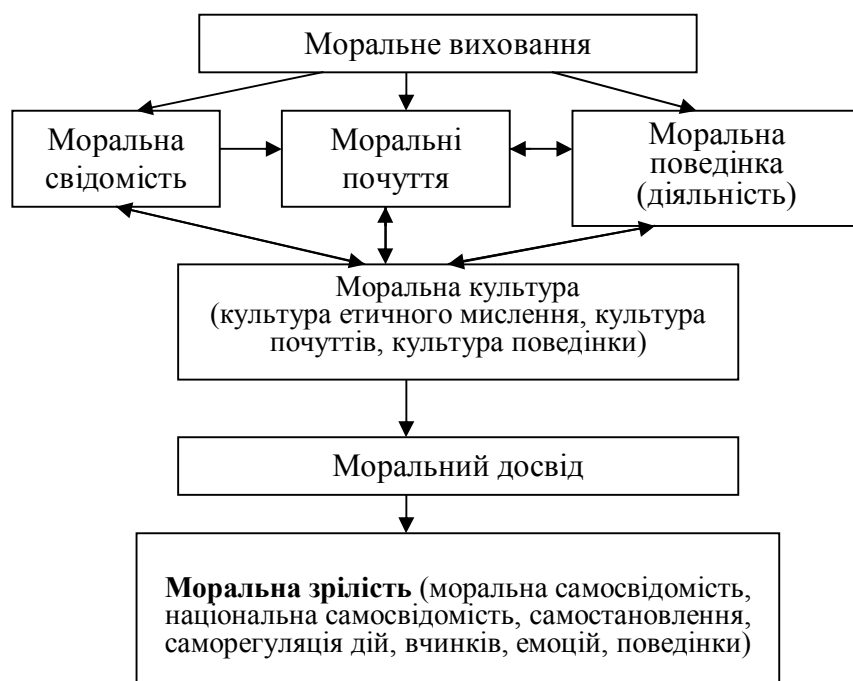 Моральне виховання
Моральна
свідомість
Моральні
почуття
Моральна
поведінка
(діяльність)
Моральна культура
(культура етичного мислення, культура
почуттів, культура поведінки)
Моральний досвід
Моральна зрілість (моральна самосвідомість,
національна самосвідомість, самостановлення,
саморегуляція дій, вчинків, емоцій, поведінки)